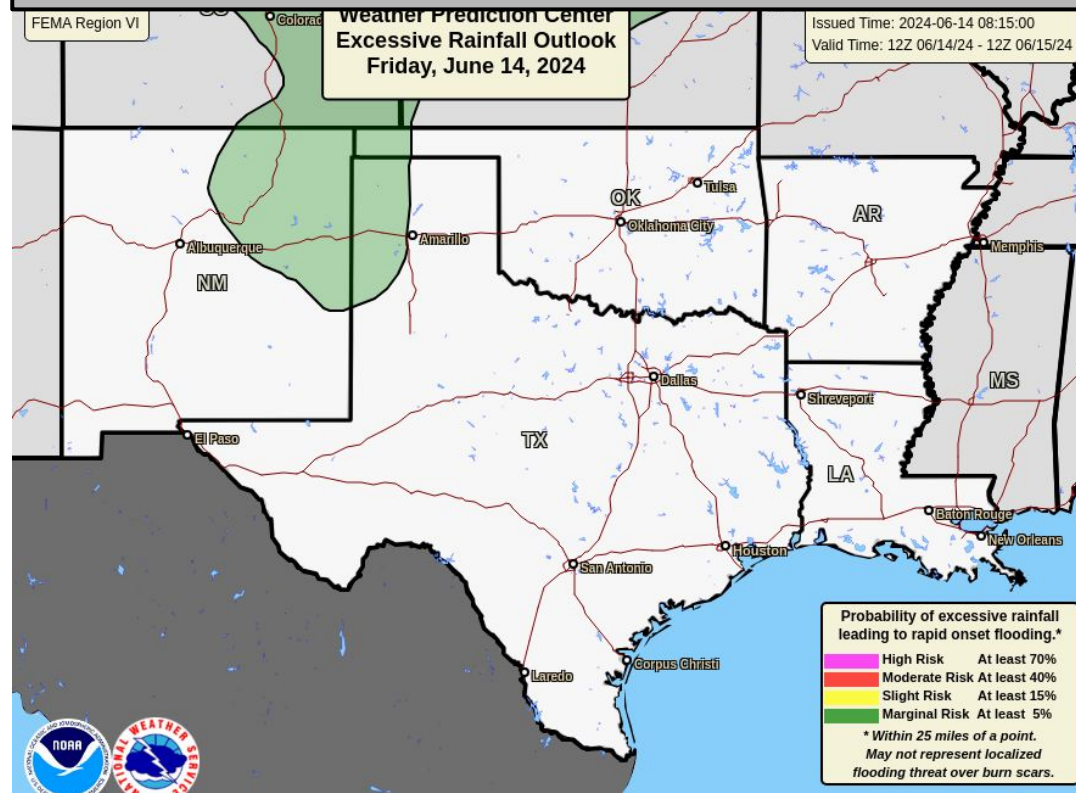 FEMA Region VI
Weather Prediction Center
Excessive Rainfall Outlook
Friday, June 14, 2024
Issued Time: 2024-06-14 08:15:00
Valid Time: 12Z 06/14/24 - 12Z 06/15/24
Tulsa
OK
Oklahoma City
AR
Albuquerque
Amarillo
Memphis
NM
Dallas
MS
Shreveport
El Paso
TX
LA
Baton Rouge
New Orleans
Houston
San Antonio
Corpus Christi
Laredo
Probability of excessive rainfall
leading to rapid onset flooding.*
High Risk At least 70%
Moderate Risk At least 40%
Slight Risk At least 15%
Marginal Risk At least 5%
* Within 25 miles of a point.
May not represent localized
flooding threat over burn scars.
NOAA
NATIONAL WEATHER SERVICE